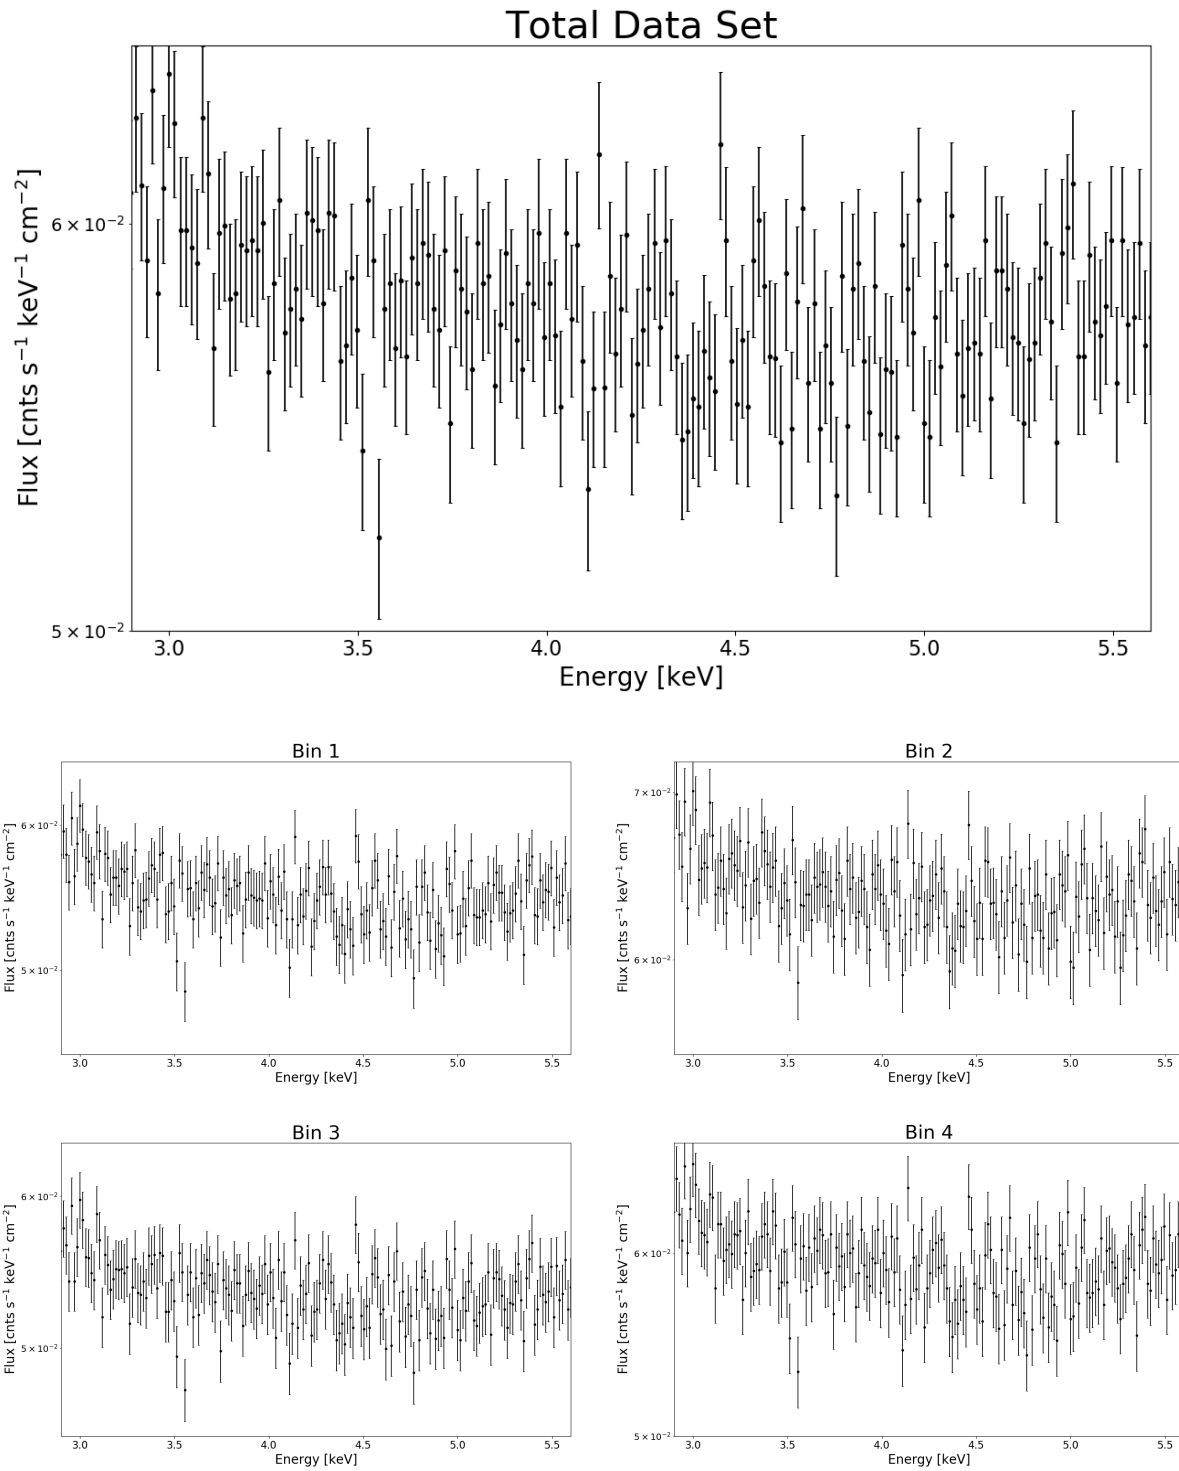 Total Data Set
Flux [cnts s⁻¹ keV⁻¹ cm⁻²]
6 × 10⁻²
5 × 10⁻²
3.0 3.5 4.0 4.5 5.0 5.5
Energy [keV]
Bin 1
Flux [cnts s⁻¹ keV⁻¹ cm⁻²]
6 × 10⁻²
5 × 10⁻²
3.0 3.5 4.0 4.5 5.0 5.5
Energy [keV]
Bin 2
Flux [cnts s⁻¹ keV⁻¹ cm⁻²]
7 × 10⁻²
6 × 10⁻²
3.0 3.5 4.0 4.5 5.0 5.5
Energy [keV]
Bin 3
Flux [cnts s⁻¹ keV⁻¹ cm⁻²]
6 × 10⁻²
5 × 10⁻²
3.0 3.5 4.0 4.5 5.0 5.5
Energy [keV]
Bin 4
Flux [cnts s⁻¹ keV⁻¹ cm⁻²]
6 × 10⁻²
5 × 10⁻²
3.0 3.5 4.0 4.5 5.0 5.5
Energy [keV]